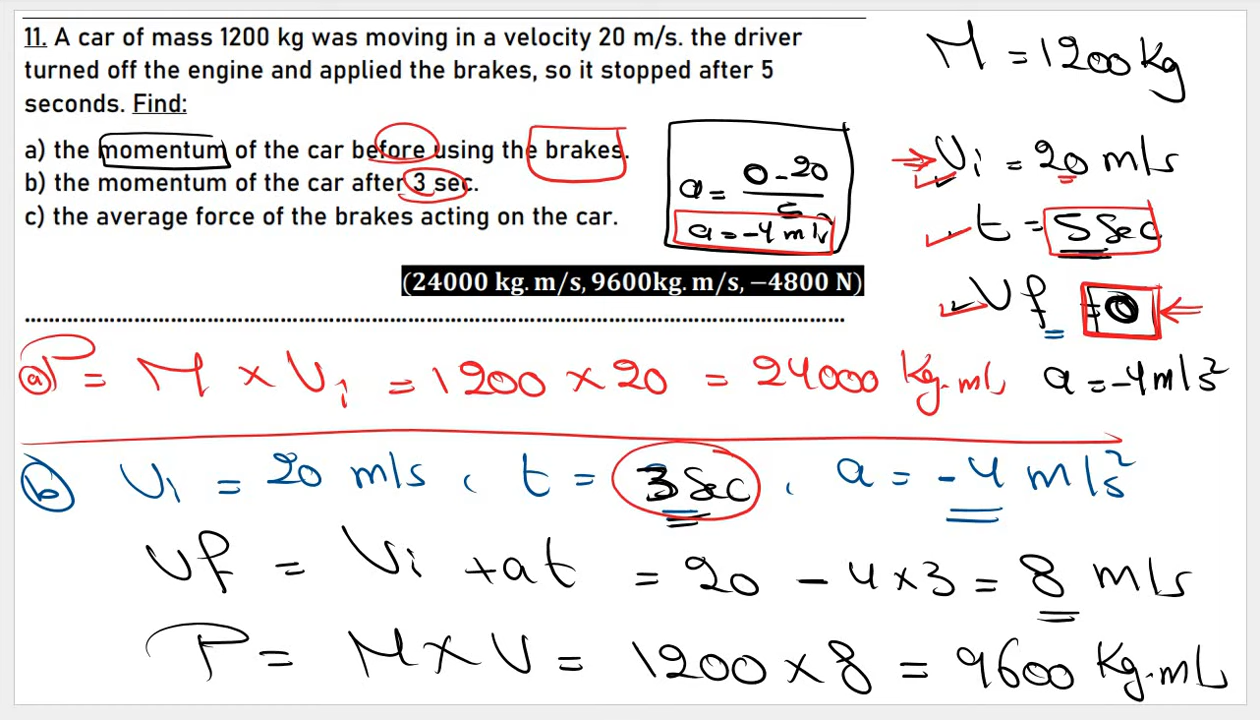 11. A car of mass 1200 kg was moving in a velocity 20 m/s. the driver
turned off the engine and applied the brakes, so it stopped after 5
seconds. Find:
a) the momentum of the car before using the brakes.
b) the momentum of the car after 3 sec.
c) the average force of the brakes acting on the car.
(24000 kg.m/s, 9600kg.m/s, −4800 N)
M = 1200 kg
Vi = 20 m/s
t = 5 Sec
Vf = 0
a = -4 m/s²
a = 0 - 20 / 5
a = -4 m/s²
a) P = M × Vi = 1200 × 20 = 24000 Kg.m/s
b) Vi = 20 m/s , t = 3 Sec , a = -4 m/s²
Vf = Vi + at = 20 - 4 × 3 = 8 m/s
P = M × V = 1200 × 8 = 9600 Kg.m/s